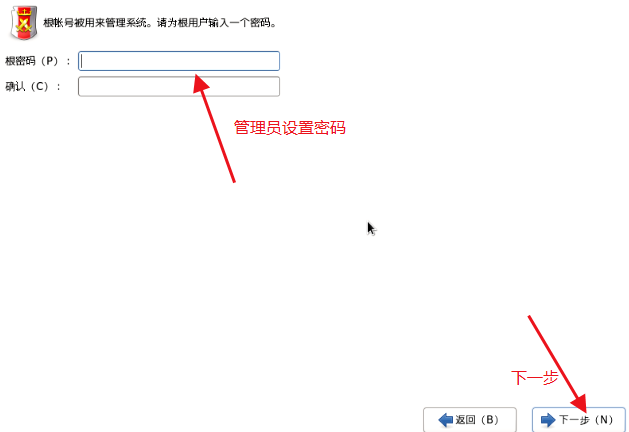 根帐号被用来管理系统。请为根用户输入一个密码。
根密码（P）：
确认（C）：
管理员设置密码
下一步
返回（B）
下一步（N）